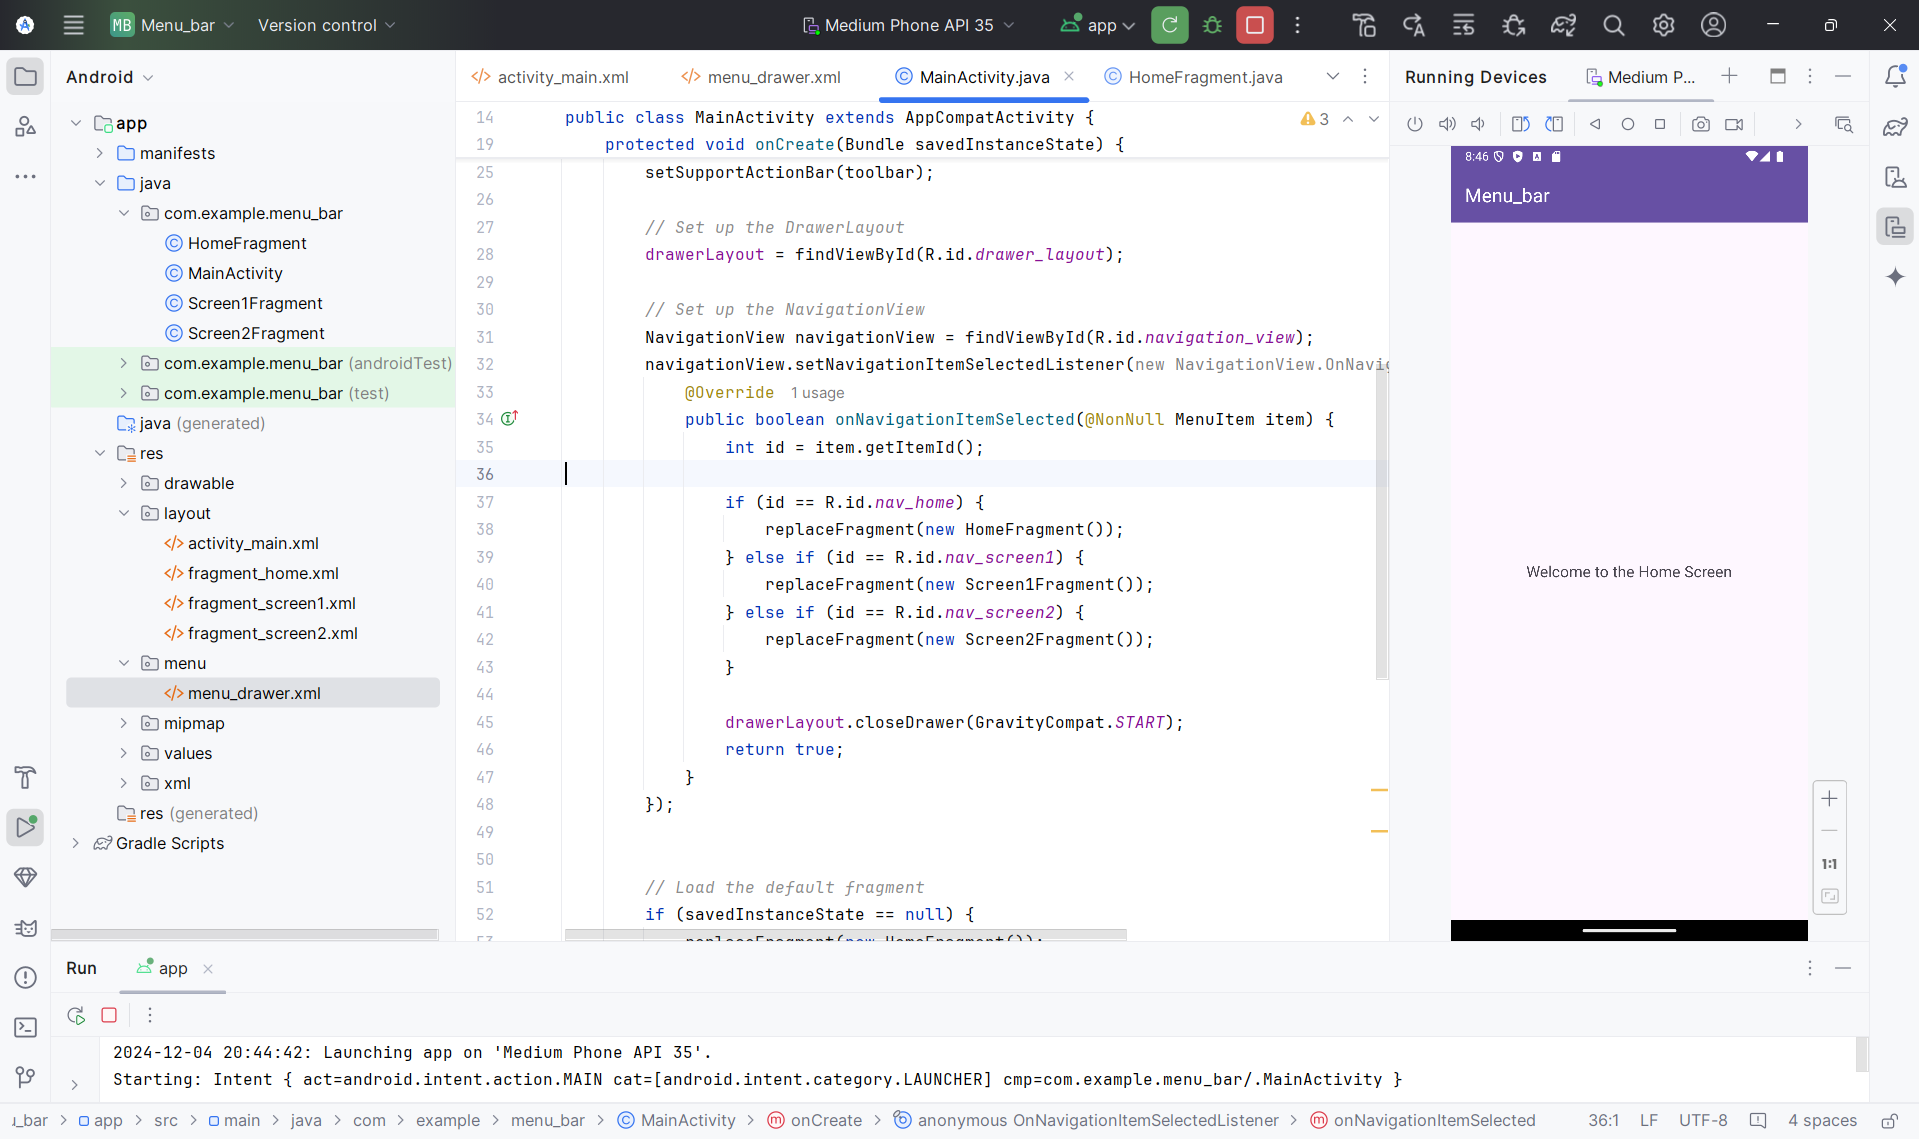 MB Menu_bar Version control Medium Phone API 35 app
Android
app
manifests
java
com.example.menu_bar
HomeFragment
MainActivity
Screen1Fragment
Screen2Fragment
com.example.menu_bar (androidTest)
com.example.menu_bar (test)
java (generated)
res
drawable
layout
activity_main.xml
fragment_home.xml
fragment_screen1.xml
fragment_screen2.xml
menu
menu_drawer.xml
mipmap
values
xml
res (generated)
Gradle Scripts
activity_main.xml menu_drawer.xml MainActivity.java HomeFragment.java
3
14 public class MainActivity extends AppCompatActivity {
19 protected void onCreate(Bundle savedInstanceState) {
25 setSupportActionBar(toolbar);
26
27 // Set up the DrawerLayout
28 drawerLayout = findViewById(R.id.drawer_layout);
29
30 // Set up the NavigationView
31 NavigationView navigationView = findViewById(R.id.navigation_view);
32 navigationView.setNavigationItemSelectedListener(new NavigationView.OnNavig
33 @Override 1 usage
34 public boolean onNavigationItemSelected(@NonNull MenuItem item) {
35 int id = item.getItemId();
36
37 if (id == R.id.nav_home) {
38 replaceFragment(new HomeFragment());
39 } else if (id == R.id.nav_screen1) {
40 replaceFragment(new Screen1Fragment());
41 } else if (id == R.id.nav_screen2) {
42 replaceFragment(new Screen2Fragment());
43 }
44
45 drawerLayout.closeDrawer(GravityCompat.START);
46 return true;
47 }
48 });
49
50
51 // Load the default fragment
52 if (savedInstanceState == null) {
53 replaceFragment(new HomeFragment());
Running Devices Medium P...
8:46
Menu_bar
Welcome to the Home Screen
1:1
Run app
2024-12-04 20:44:42: Launching app on 'Medium Phone API 35'.
Starting: Intent { act=android.intent.action.MAIN cat=[android.intent.category.LAUNCHER] cmp=com.example.menu_bar/.MainActivity }
u_bar > app > src > main > java > com > example > menu_bar > MainActivity > onCreate > anonymous OnNavigationItemSelectedListener > onNavigationItemSelected 36:1 LF UTF-8 4 spaces